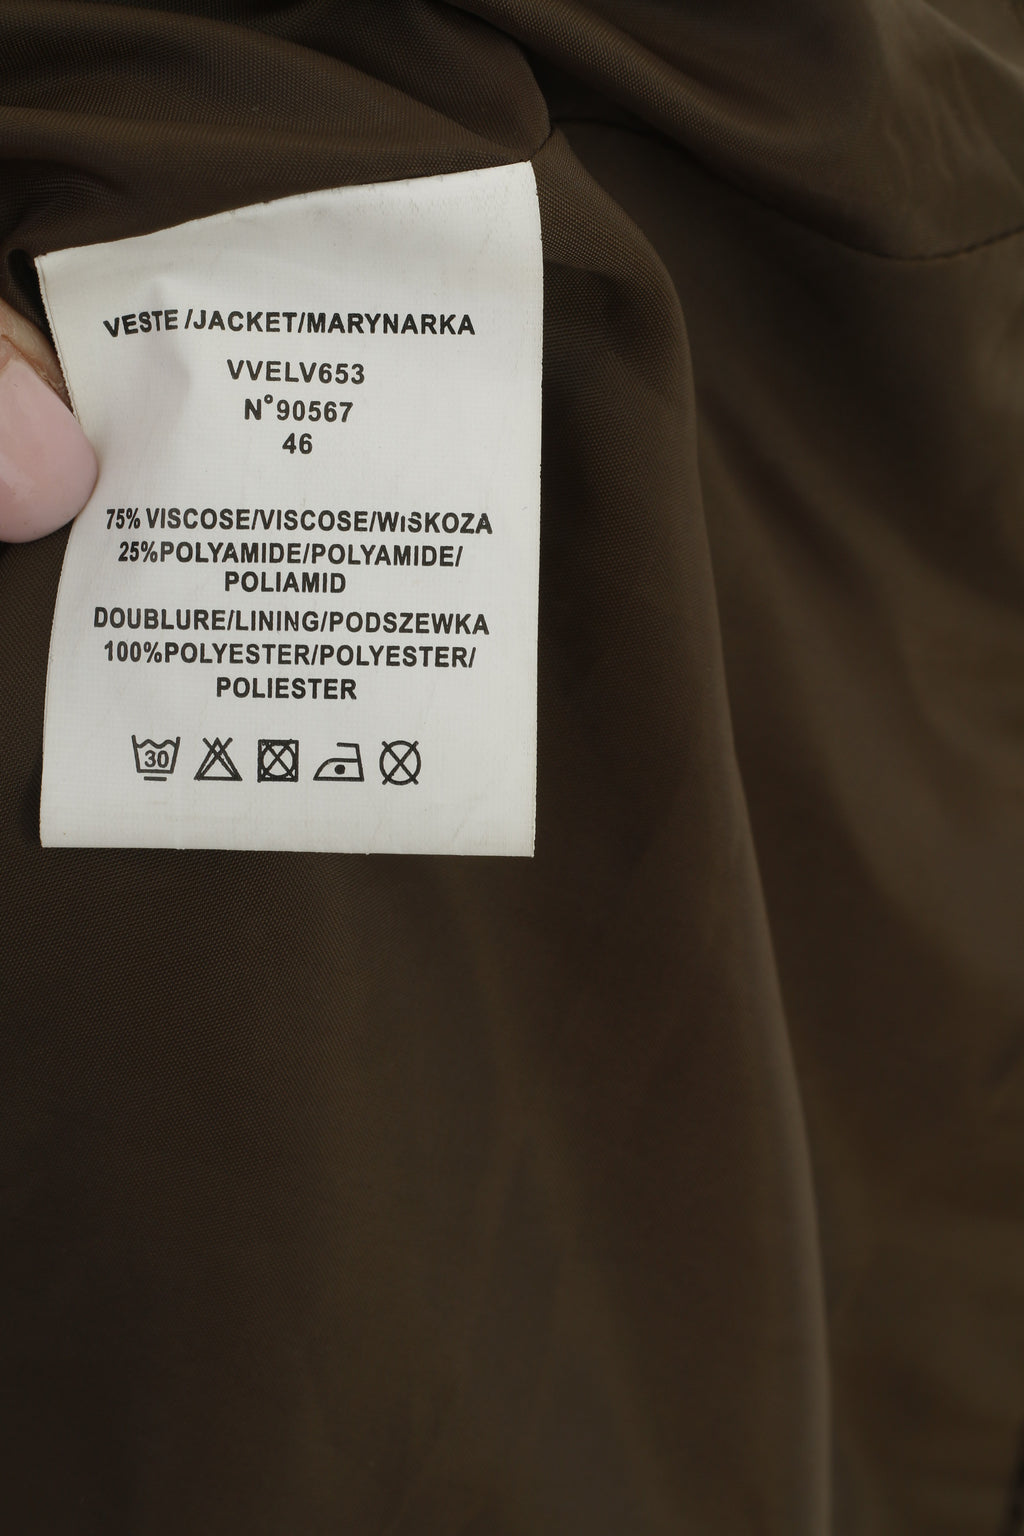 VESTE /JACKET/MARYNARKA
VVELV653
N°90567
46
75% VISCOSE/VISCOSE/WiSKOZA
25%POLYAMIDE/POLYAMIDE/
POLIAMID
DOUBLURE/LINING/PODSZEWKA
100%POLYESTER/POLYESTER/
POLIESTER
30